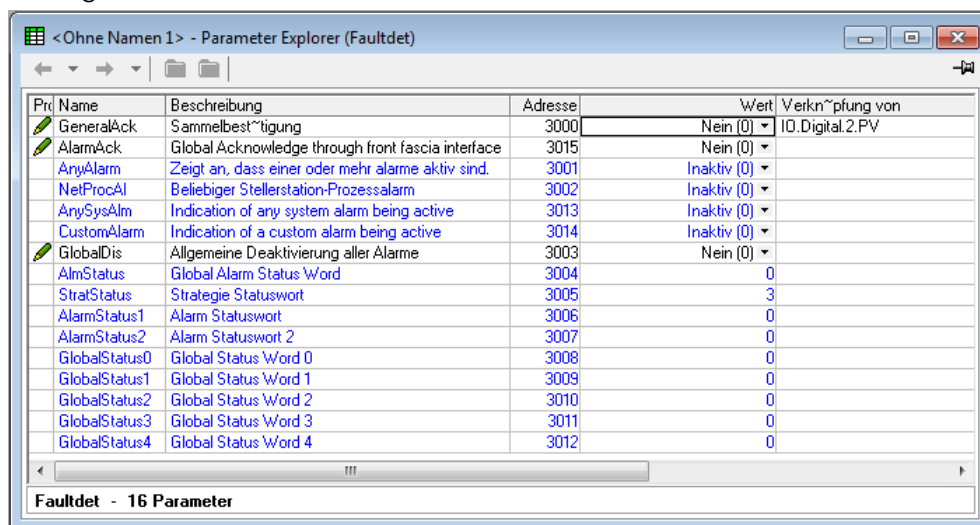 <Ohne Namen 1> - Parameter Explorer (Faultdet)
Pro Name Beschreibung Adresse Wert Verkn~pfung von
GeneralAck Sammelbest~tigung 3000 Nein (0) IO.Digital.2.PV
AlarmAck Global Acknowledge through front fascia interface 3015 Nein (0)
AnyAlarm Zeigt an, dass einer oder mehr alarme aktiv sind. 3001 Inaktiv (0)
NetProcAl Beliebiger Stellerstation-Prozessalarm 3002 Inaktiv (0)
AnySysAlm Indication of any system alarm being active 3013 Inaktiv (0)
CustomAlarm Indication of a custom alarm being active 3014 Inaktiv (0)
GlobalDis Allgemeine Deaktivierung aller Alarme 3003 Nein (0)
AlmStatus Global Alarm Status Word 3004 0
StratStatus Strategie Statuswort 3005 3
AlarmStatus1 Alarm Statuswort 3006 0
AlarmStatus2 Alarm Statuswort 2 3007 0
GlobalStatus0 Global Status Word 0 3008 0
GlobalStatus1 Global Status Word 1 3009 0
GlobalStatus2 Global Status Word 2 3010 0
GlobalStatus3 Global Status Word 3 3011 0
GlobalStatus4 Global Status Word 4 3012 0
Faultdet - 16 Parameter